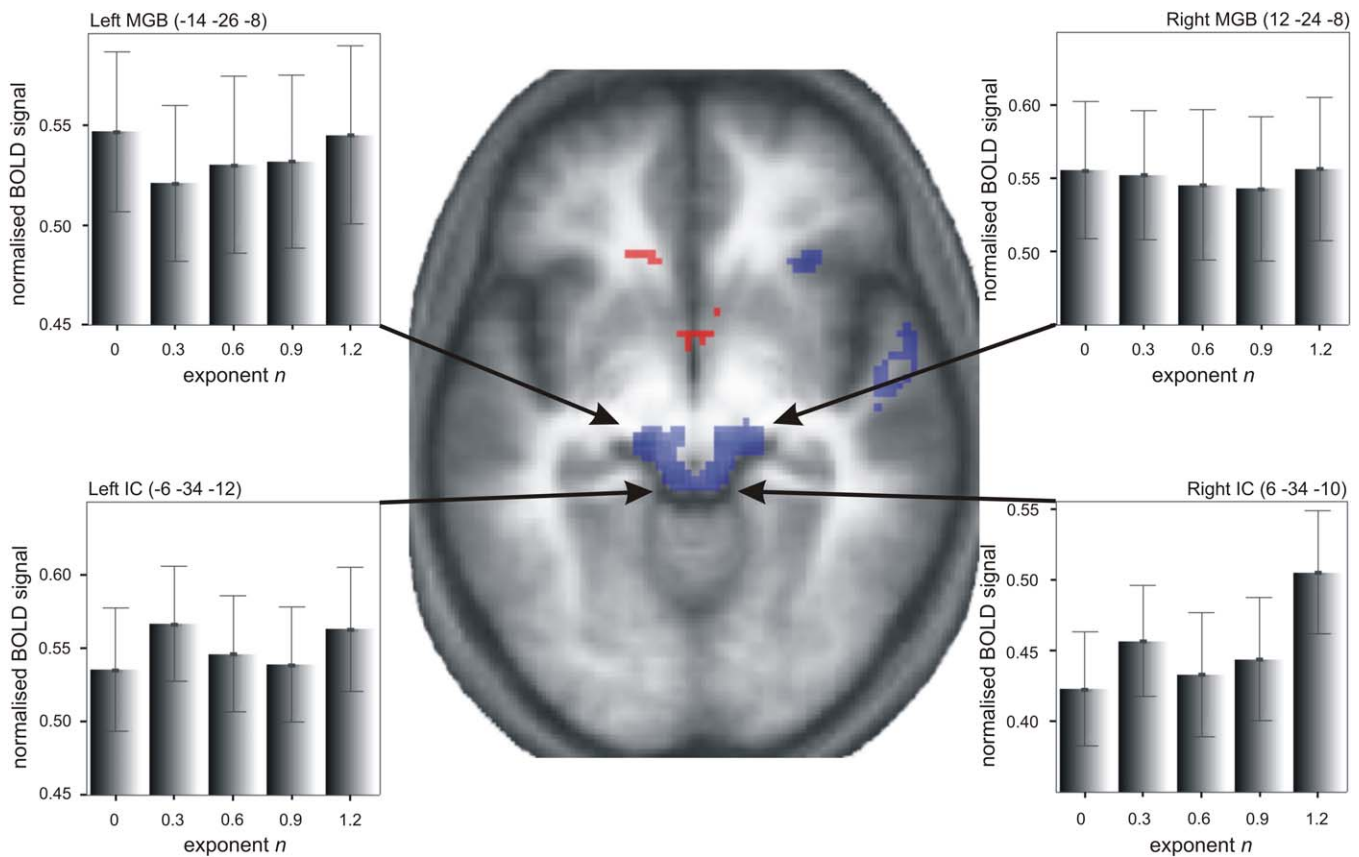 Left MGB (-14 -26 -8)
normalised BOLD signal
0.55
0.50
0.45
0 0.3 0.6 0.9 1.2
exponent n
Right MGB (12 -24 -8)
normalised BOLD signal
0.60
0.55
0.50
0 0.3 0.6 0.9 1.2
exponent n
Left IC (-6 -34 -12)
normalised BOLD signal
0.60
0.55
0.50
0.45
0 0.3 0.6 0.9 1.2
exponent n
Right IC (6 -34 -10)
normalised BOLD signal
0.55
0.50
0.45
0.40
0 0.3 0.6 0.9 1.2
exponent n